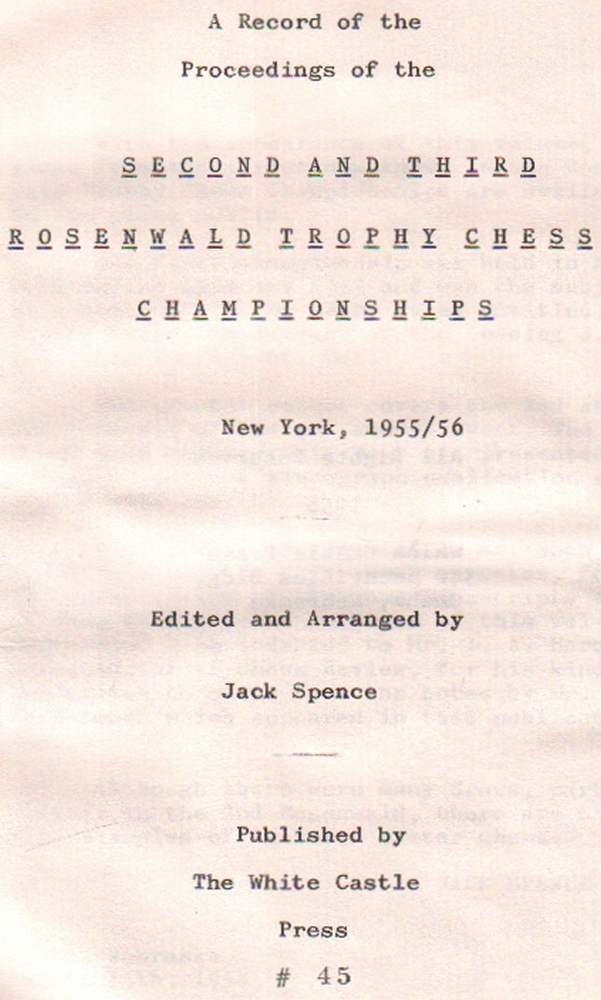 A Record of the
Proceedings of the
SECOND AND THIRD
ROSENWALD TROPHY CHESS
CHAMPIONSHIPS
New York, 1955/56
Edited and Arranged by
Jack Spence
Published by
The White Castle
Press
# 45